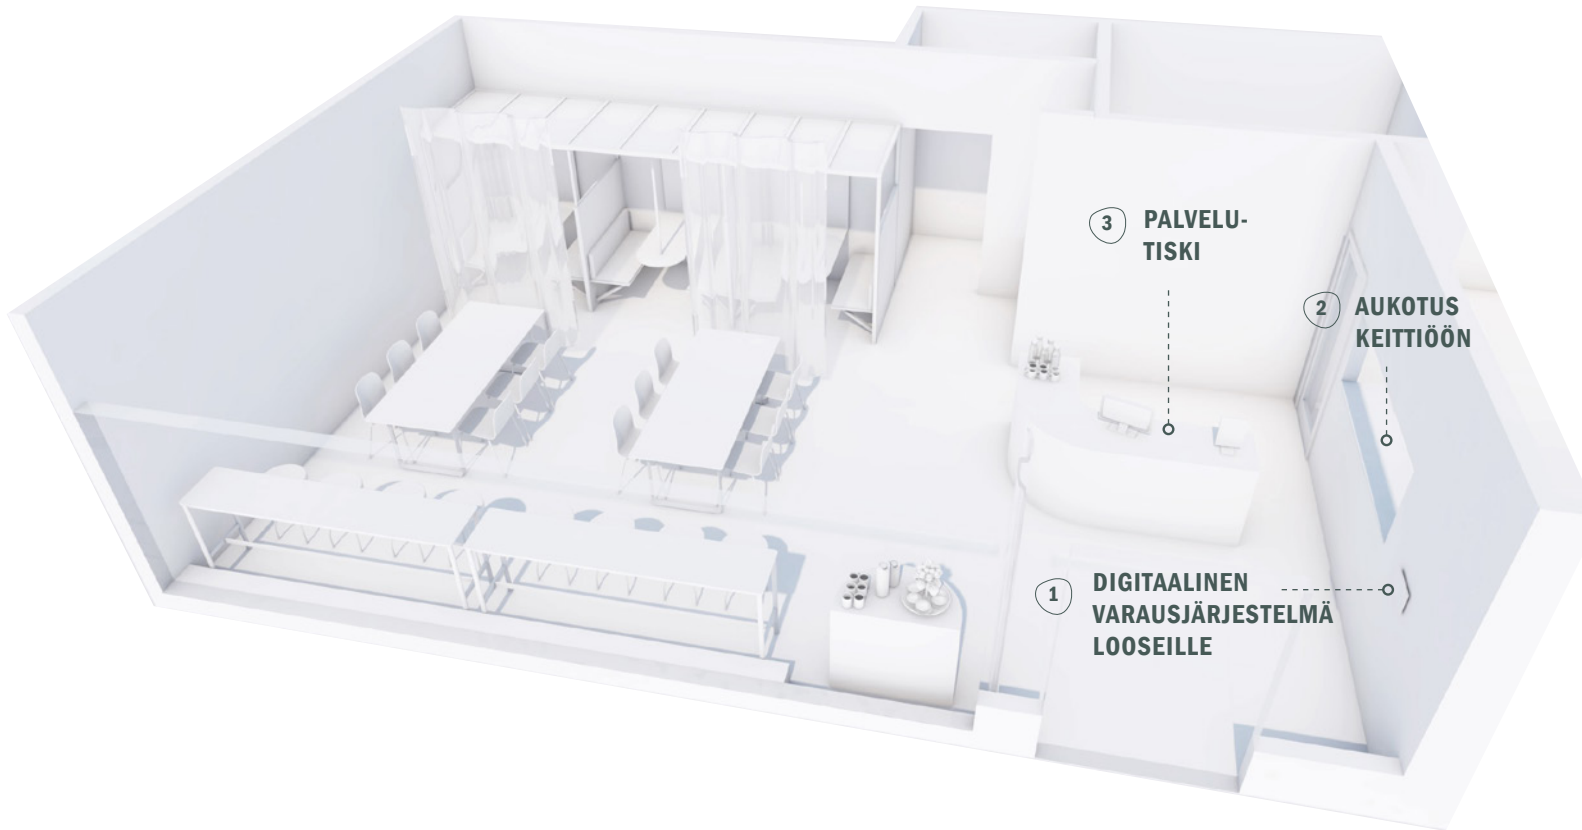 3 PALVELU-
TISKI
2 AUKOTUS
KEITTIÖÖN
1 DIGITAALINEN
VARAUSJÄRJESTELMÄ
LOOSEILLE